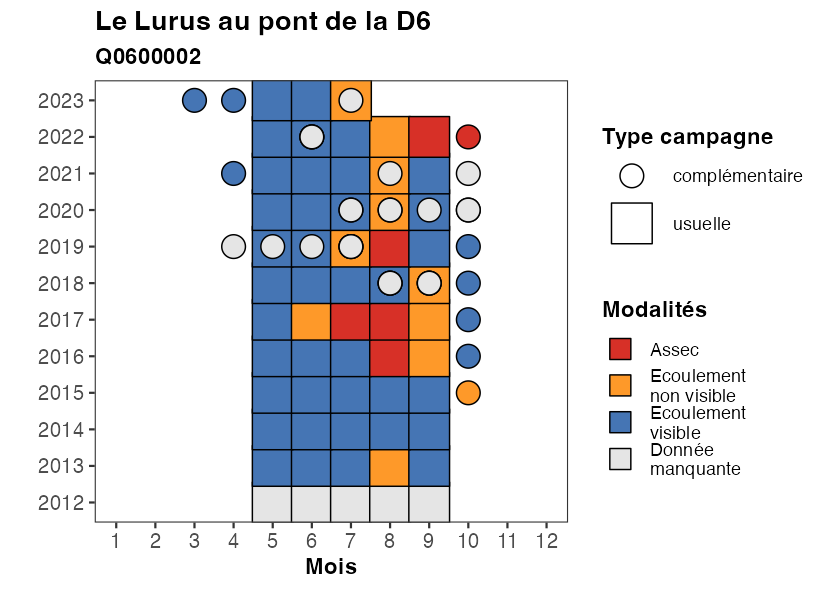 Le Lurus au pont de la D6
Q0600002
2023
2022
2021
2020
2019
2018
2017
2016
2015
2014
2013
2012
1 2 3 4 5 6 7 8 9 10 11 12
Mois
Type campagne
complémentaire
usuelle
Modalités
Assec
Ecoulement
non visible
Ecoulement
visible
Donnée
manquante